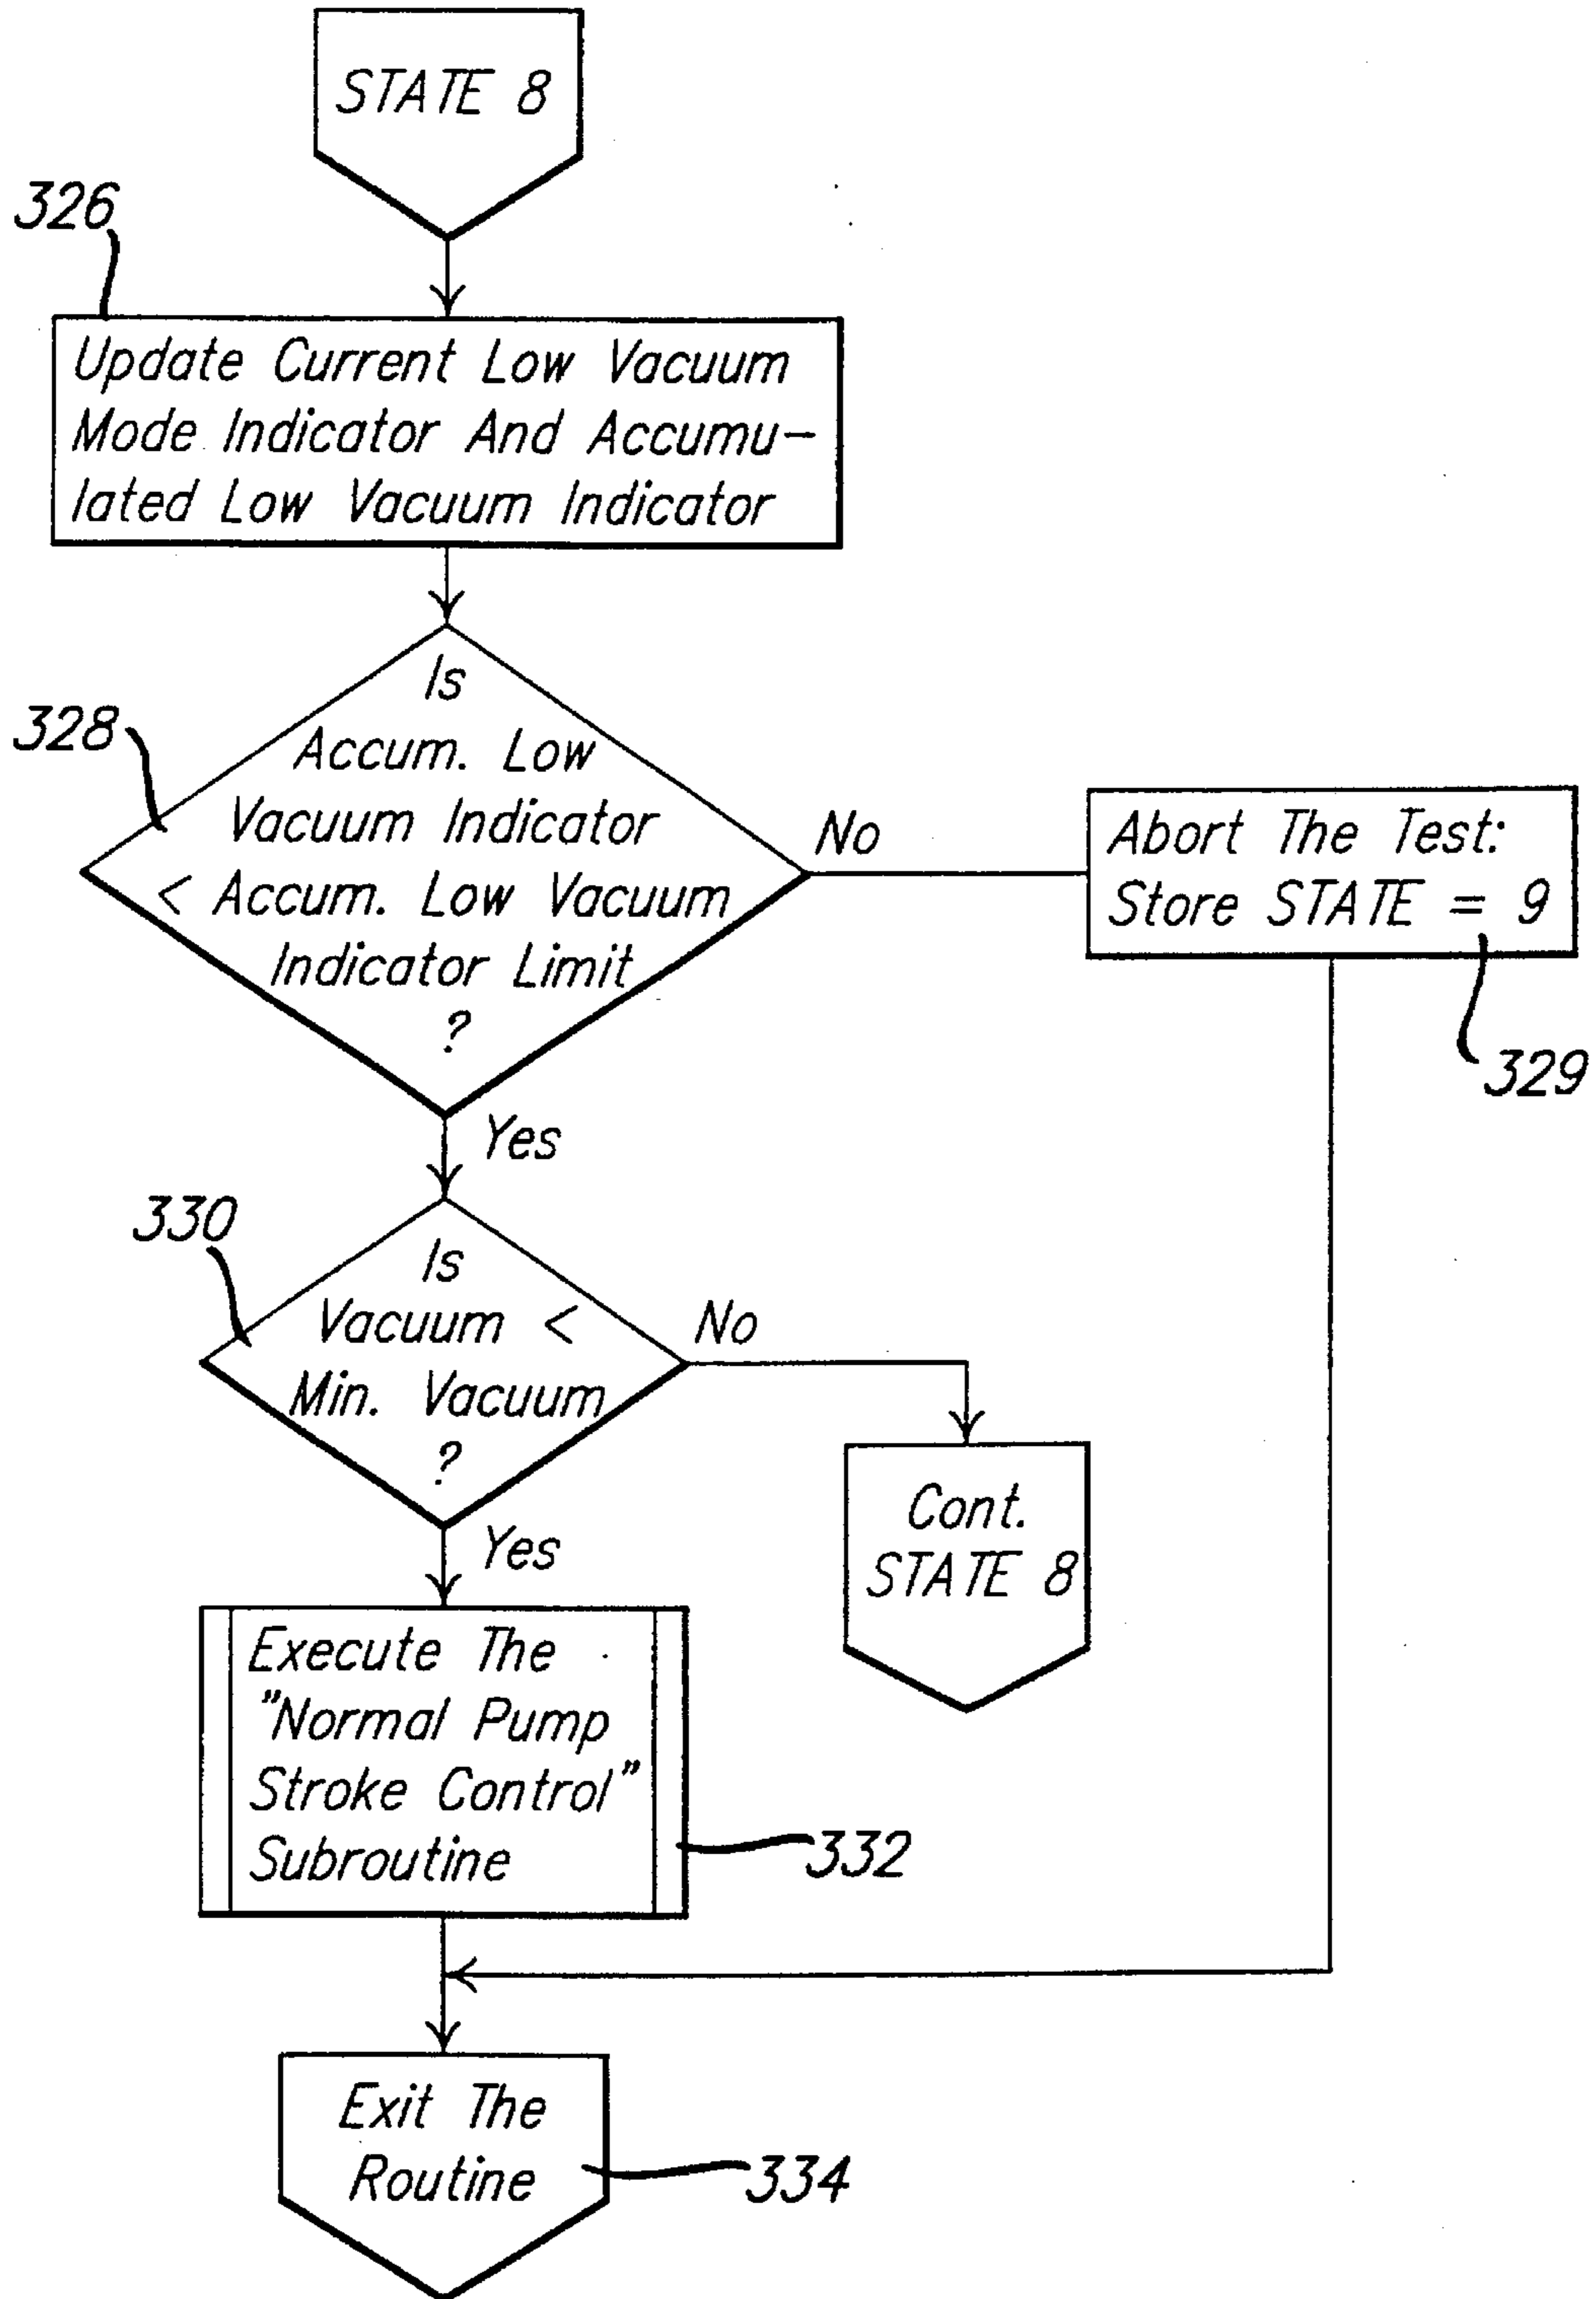 STATE 8
326
Update Current Low Vacuum
Mode Indicator And Accumu-
lated Low Vacuum Indicator
328
Is
Accum. Low
Vacuum Indicator
< Accum. Low Vacuum
Indicator Limit
?
No
Abort The Test:
Store STATE = 9
329
Yes
330
Is
Vacuum <
Min. Vacuum
?
No
Cont.
STATE 8
Yes
Execute The
"Normal Pump
Stroke Control"
Subroutine
332
Exit The
Routine
334